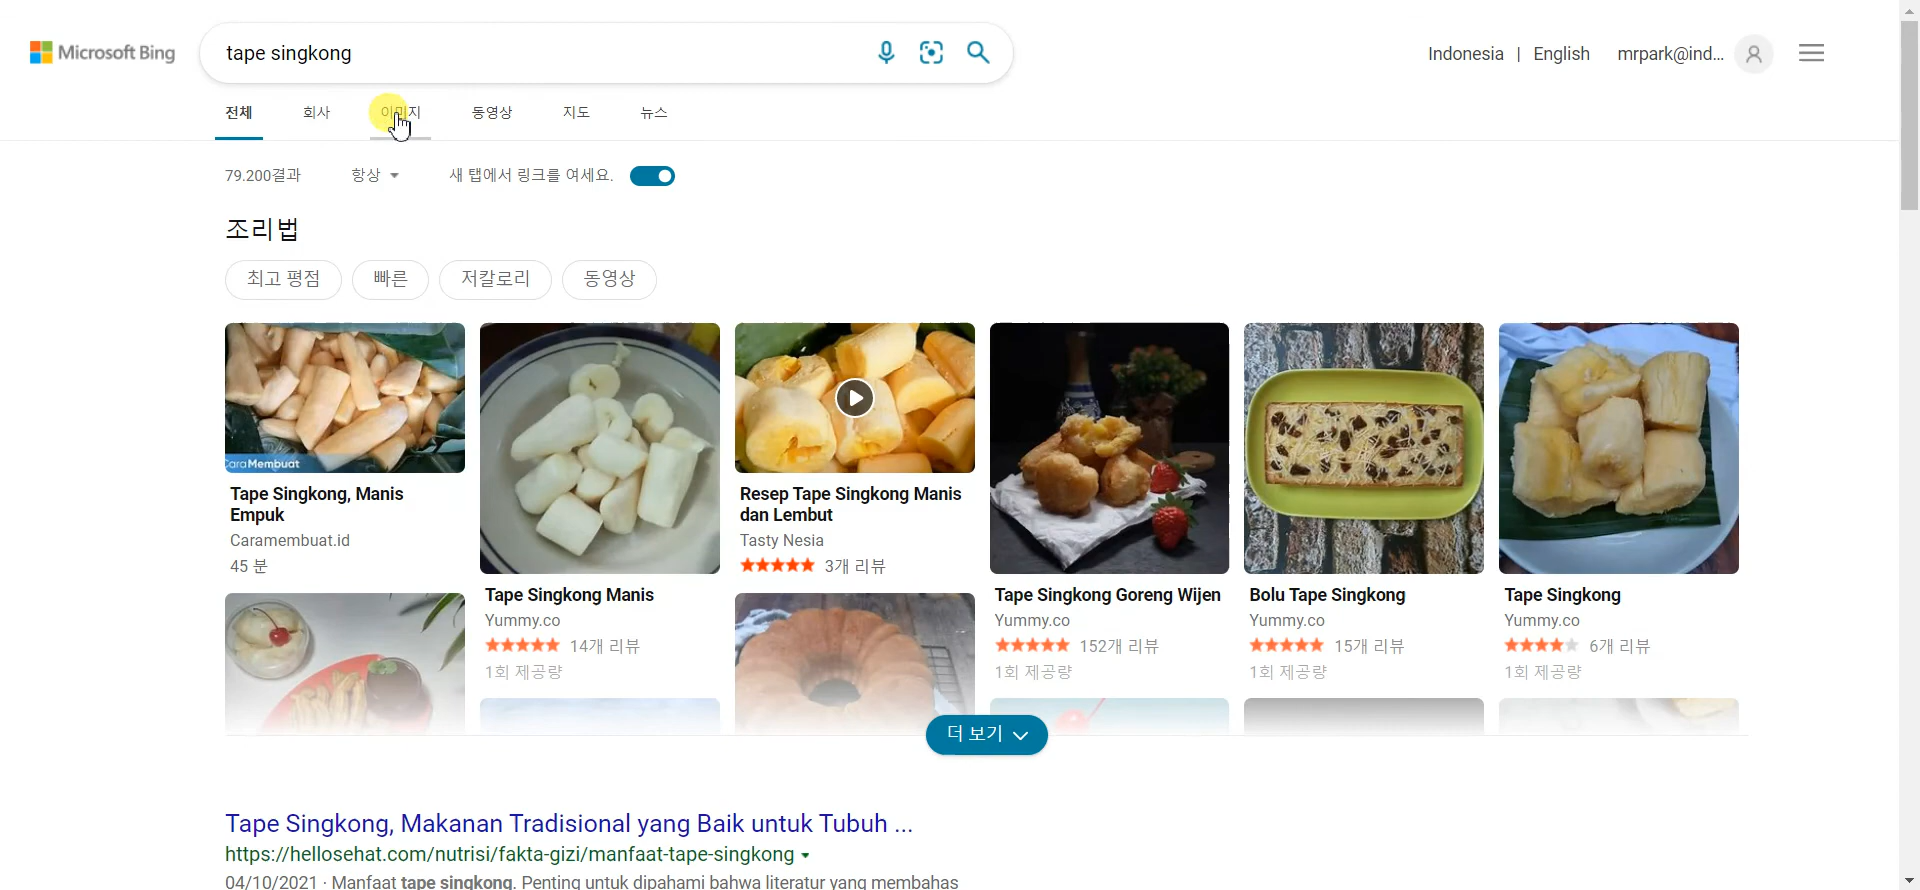 Microsoft Bing
tape singkong
Indonesia | English mrpark@ind...
전체 회사 이미지 동영상 지도 뉴스
79.200결과 항상 새 탭에서 링크를 여세요.
조리법
최고 평점 빠른 저칼로리 동영상
Cara Membuat
Tape Singkong, Manis
Empuk
Caramembuat.id
45 분
Tape Singkong Manis
Yummy.co
14개 리뷰
1회 제공량
Resep Tape Singkong Manis
dan Lembut
Tasty Nesia
3개 리뷰
Tape Singkong Goreng Wijen
Yummy.co
152개 리뷰
1회 제공량
Bolu Tape Singkong
Yummy.co
15개 리뷰
1회 제공량
Tape Singkong
Yummy.co
6개 리뷰
1회 제공량
더 보기
Tape Singkong, Makanan Tradisional yang Baik untuk Tubuh ...
https://hellosehat.com/nutrisi/fakta-gizi/manfaat-tape-singkong
04/10/2021 · Manfaat tape singkong. Penting untuk dipahami bahwa literatur yang membahas